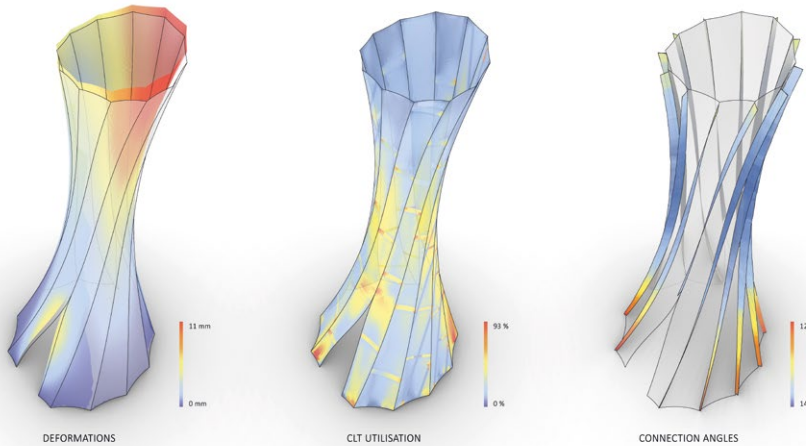 11 mm
0 mm
93 %
0 %
DEFORMATIONS
CLT UTILISATION
CONNECTION ANGLES